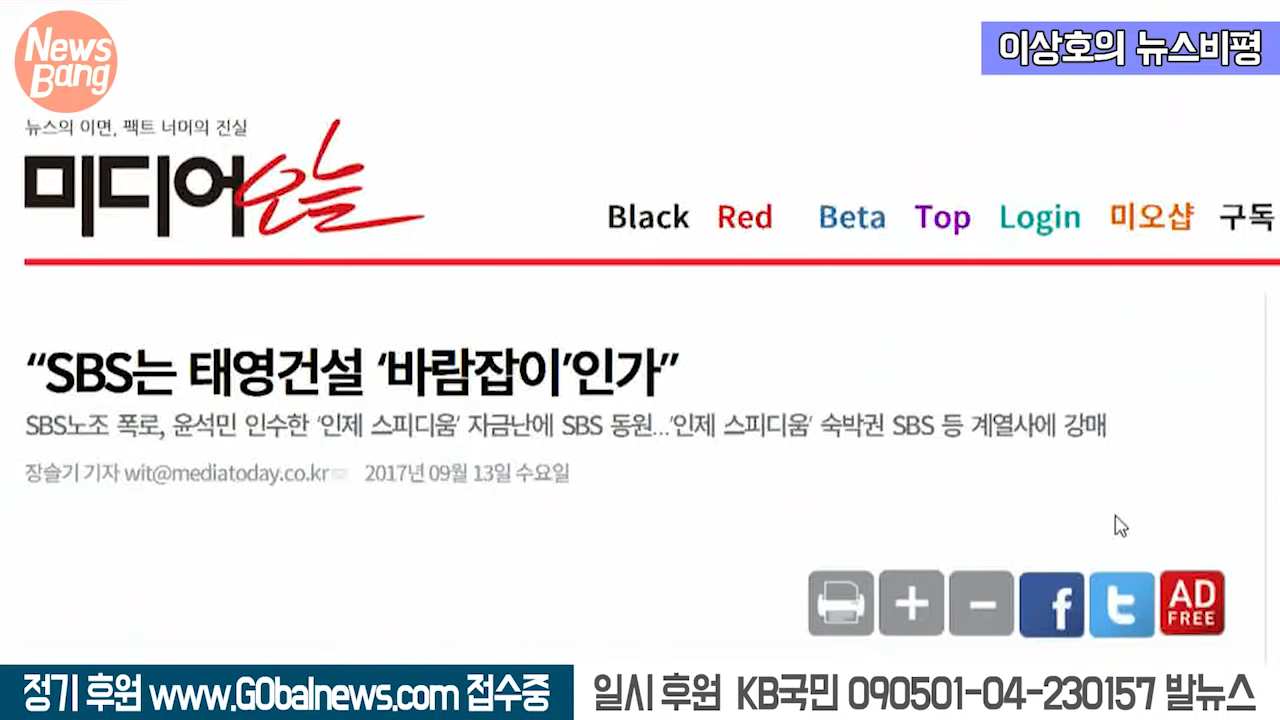 News
Bang
이상호의 뉴스비평
뉴스의 이면, 팩트 너머의 진실
미디어오늘
Black Red Beta Top Login 미오샵 구독
“SBS는 태영건설 ‘바람잡이’인가”
SBS노조 폭로, 윤석민 인수한 ‘인제 스피디움’ 자금난에 SBS 동원…‘인제 스피디움’ 숙박권 SBS 등 계열사에 강매
장슬기 기자 wit@mediatoday.co.kr 2017년 09월 13일 수요일
f t AD
FREE
정기 후원 www.GObalnews.com 접수중 일시 후원 KB국민 090501-04-230157 발뉴스